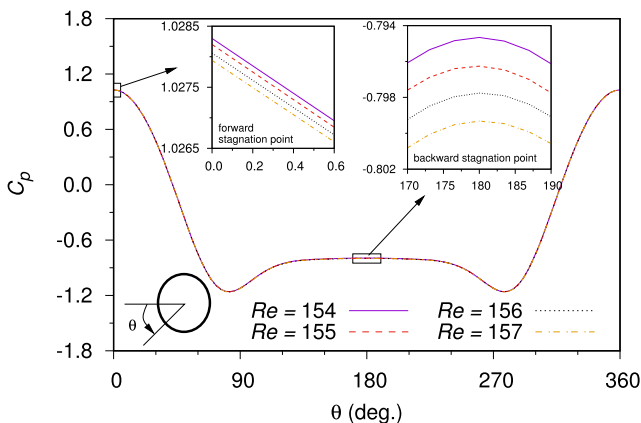 1.8
1.2
0.6
0.0
-0.6
-1.2
-1.8
C_p
1.0285
1.0275
1.0265
forward
stagnation point
0.0 0.2 0.4 0.6
-0.794
-0.798
-0.802
backward stagnation point
170 175 180 185 190
θ
Re = 154
Re = 156
Re = 155
Re = 157
0 90 180 270 360
θ (deg.)